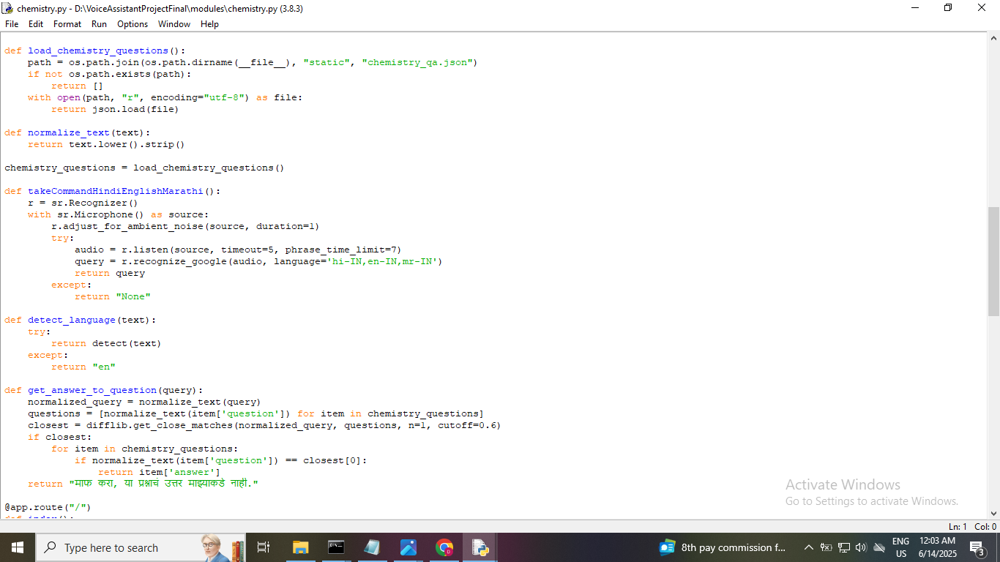 chemistry.py - D:\VoiceAssistantProjectFinal\modules\chemistry.py (3.8.3)
File Edit Format Run Options Window Help
def load_chemistry_questions():
    path = os.path.join(os.path.dirname(__file__), "static", "chemistry_qa.json")
    if not os.path.exists(path):
        return []
    with open(path, "r", encoding="utf-8") as file:
        return json.load(file)
def normalize_text(text):
    return text.lower().strip()
chemistry_questions = load_chemistry_questions()
def takeCommandHindiEnglishMarathi():
    r = sr.Recognizer()
    with sr.Microphone() as source:
        r.adjust_for_ambient_noise(source, duration=1)
        try:
            audio = r.listen(source, timeout=5, phrase_time_limit=7)
            query = r.recognize_google(audio, language='hi-IN,en-IN,mr-IN')
            return query
        except:
            return "None"
def detect_language(text):
    try:
        return detect(text)
    except:
        return "en"
def get_answer_to_question(query):
    normalized_query = normalize_text(query)
    questions = [normalize_text(item['question']) for item in chemistry_questions]
    closest = difflib.get_close_matches(normalized_query, questions, n=1, cutoff=0.6)
    if closest:
        for item in chemistry_questions:
            if normalize_text(item['question']) == closest[0]:
                return item['answer']
    return "माफ करा, या प्रश्नाचं उत्तर माझ्याकडे नाही."
@app.route("/")
def index():
Activate Windows
Go to Settings to activate Windows.
Ln: 1 Col: 0
Type here to search
8th pay commission f...
ENG
US
12:03 AM
6/14/2025
3